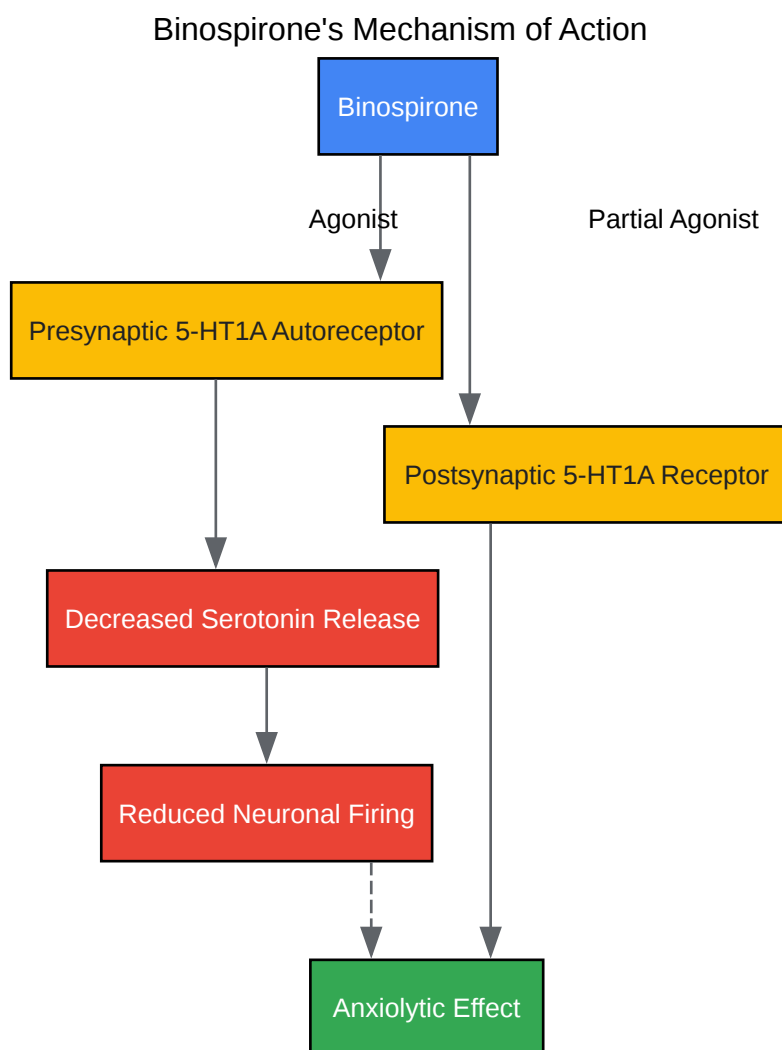 Binospirone's Mechanism of Action
Binospirone
Agonist
Partial Agonist
Presynaptic 5-HT1A Autoreceptor
Postsynaptic 5-HT1A Receptor
Decreased Serotonin Release
Reduced Neuronal Firing
Anxiolytic Effect